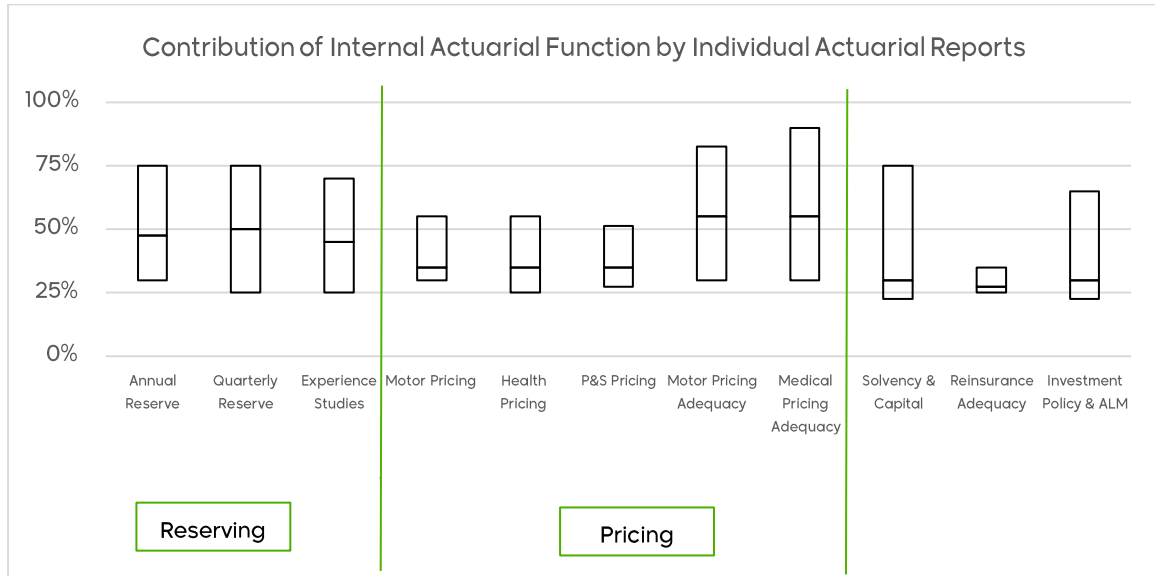 Contribution of Internal Actuarial Function by Individual Actuarial Reports
100%
75%
50%
25%
0%
Annual
Reserve
Quarterly
Reserve
Experience
Studies
Motor Pricing
Health
Pricing
P&S Pricing
Motor Pricing
Adequacy
Medical
Pricing
Adequacy
Solvency &
Capital
Reinsurance
Adequacy
Investment
Policy & ALM
Reserving
Pricing